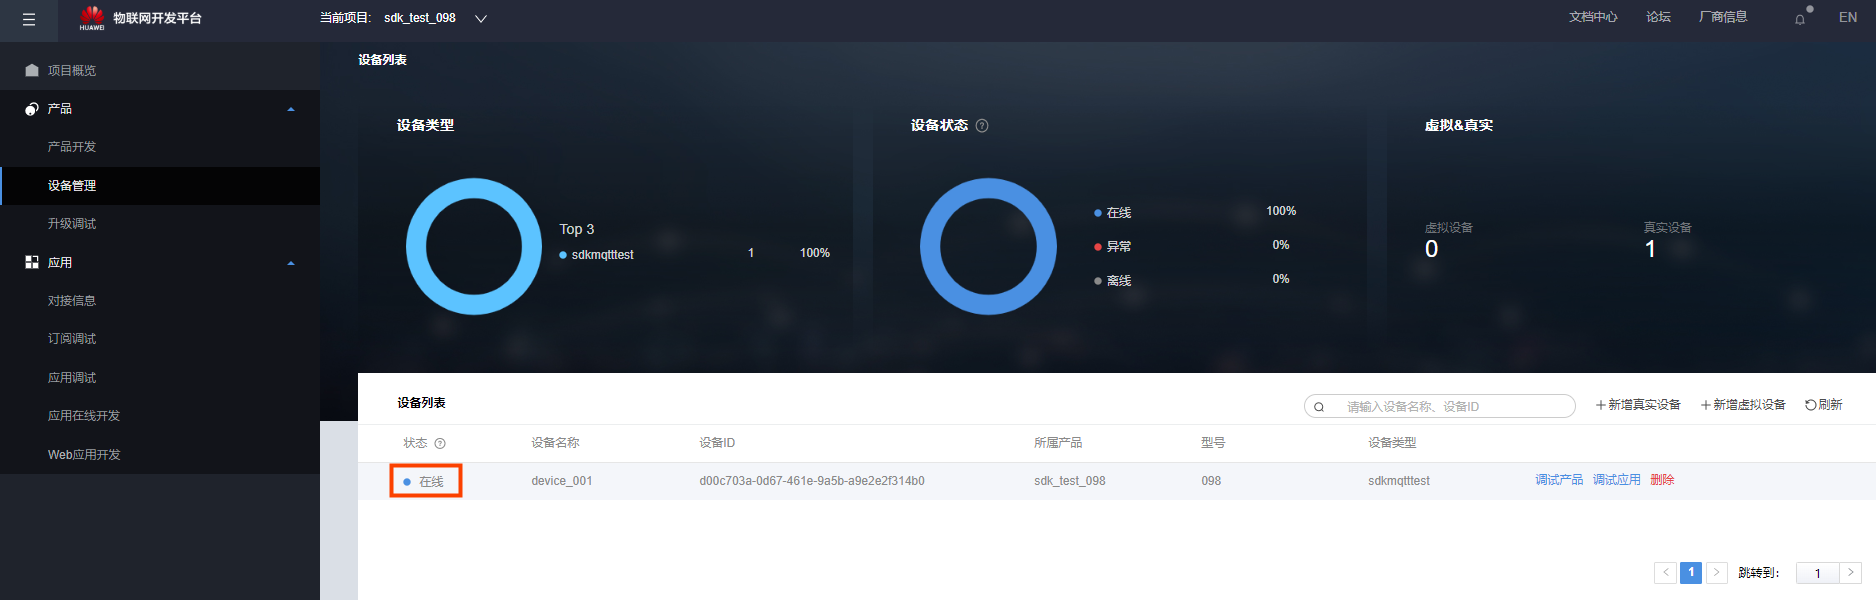 HUAWEI 物联网开发平台 当前项目: sdk_test_098 文档中心 论坛 厂商信息 EN
项目概览
产品
产品开发
设备管理
升级调试
应用
对接信息
订阅调试
应用调试
应用在线开发
Web应用开发
设备列表
设备类型
Top 3
sdkmqtttest 1 100%
设备状态 ?
在线 100%
异常 0%
离线 0%
虚拟&真实
虚拟设备 真实设备
0 1
设备列表 请输入设备名称、设备ID +新增真实设备 +新增虚拟设备 刷新
状态 ? 设备名称 设备ID 所属产品 型号 设备类型
在线 device_001 d00c703a-0d67-461e-9a5b-a9e2e2f314b0 sdk_test_098 098 sdkmqtttest 调试产品 调试应用 删除
< 1 > 跳转到: 1 >